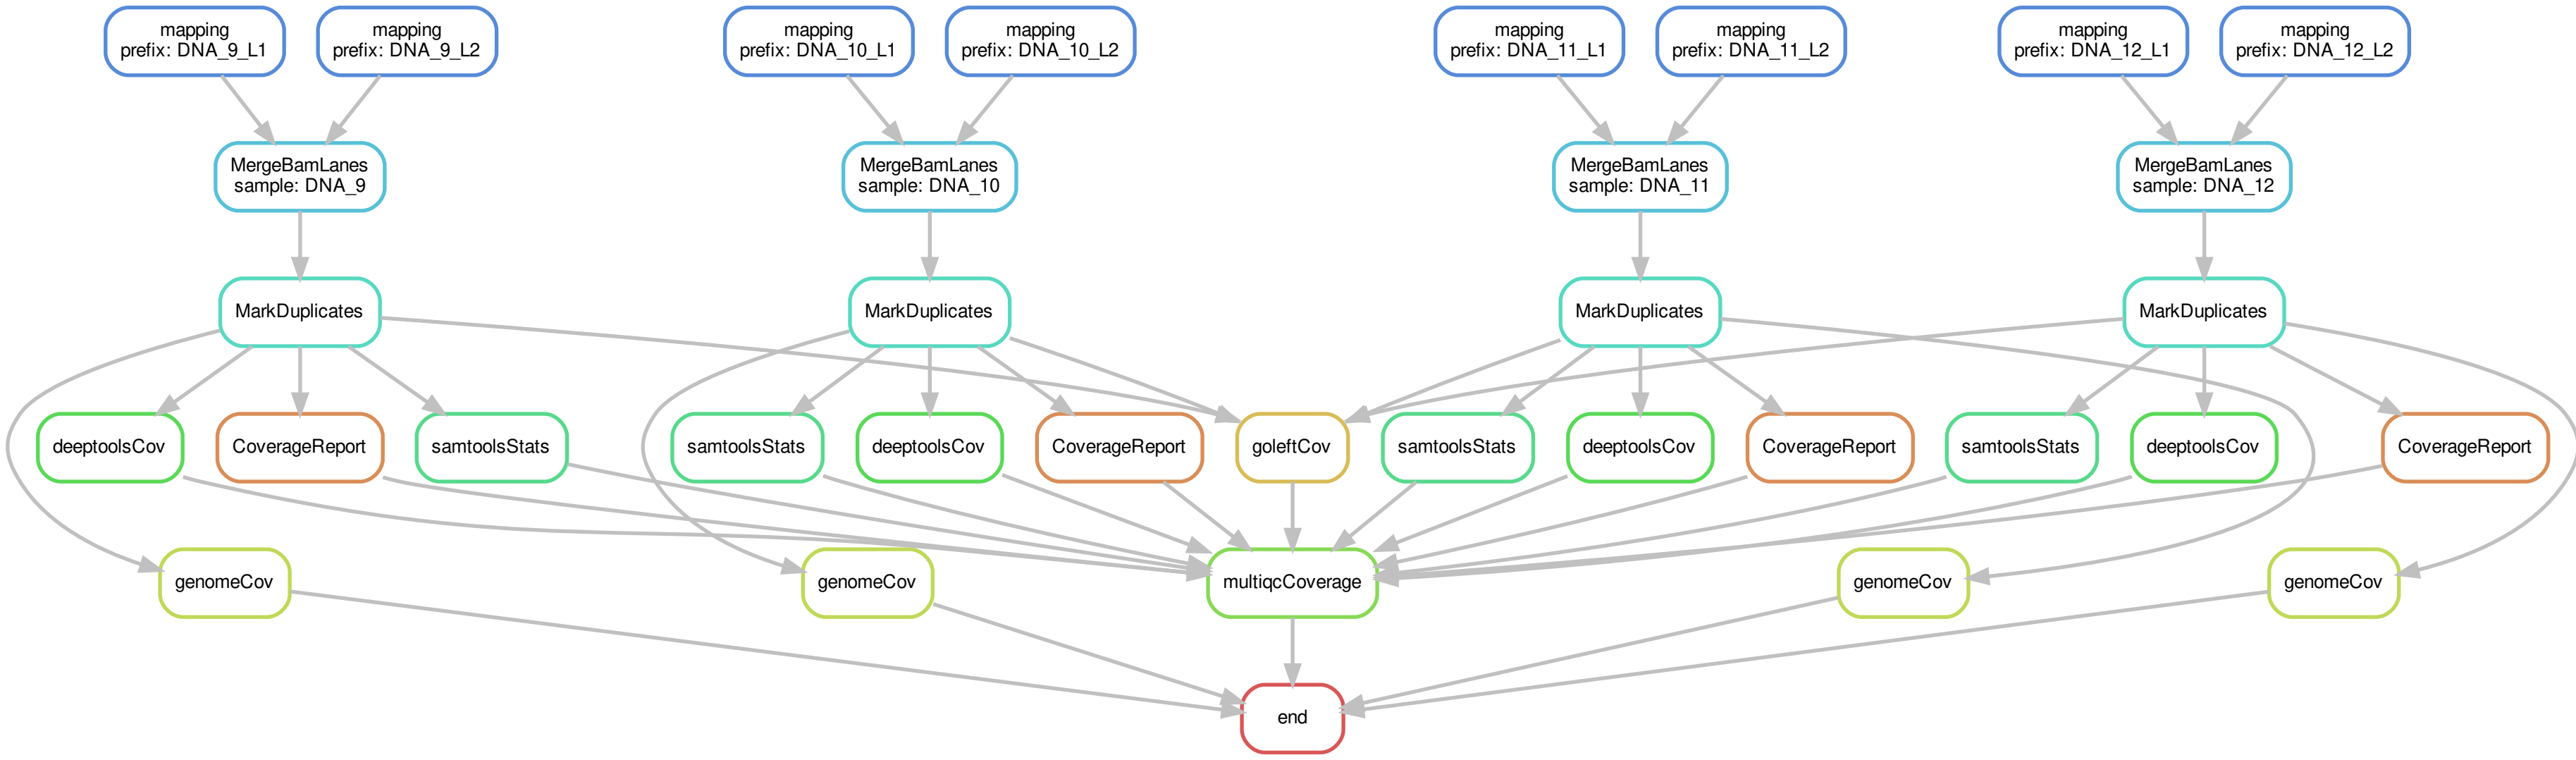 mapping
prefix: DNA_9_L1
mapping
prefix: DNA_9_L2
mapping
prefix: DNA_10_L1
mapping
prefix: DNA_10_L2
mapping
prefix: DNA_11_L1
mapping
prefix: DNA_11_L2
mapping
prefix: DNA_12_L1
mapping
prefix: DNA_12_L2
MergeBamLanes
sample: DNA_9
MergeBamLanes
sample: DNA_10
MergeBamLanes
sample: DNA_11
MergeBamLanes
sample: DNA_12
MarkDuplicates
MarkDuplicates
MarkDuplicates
MarkDuplicates
deeptoolsCov
CoverageReport
samtoolsStats
samtoolsStats
deeptoolsCov
CoverageReport
goleftCov
samtoolsStats
deeptoolsCov
CoverageReport
samtoolsStats
deeptoolsCov
CoverageReport
genomeCov
genomeCov
multiqcCoverage
genomeCov
genomeCov
end